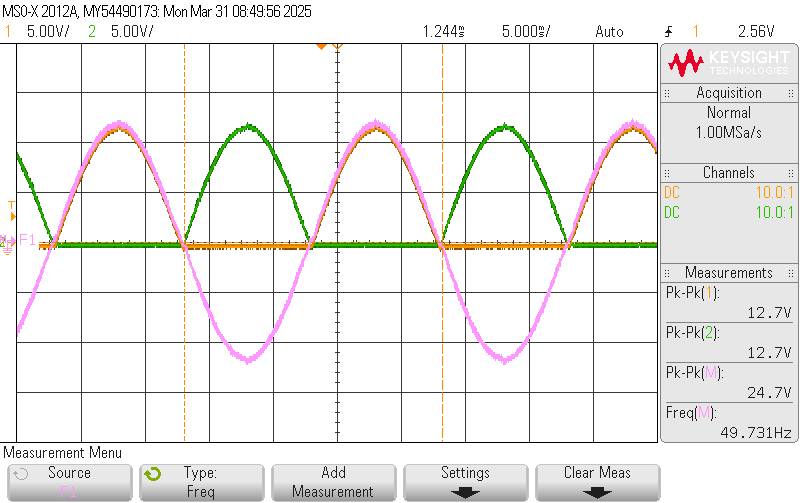 MSO-X 2012A, MY54490173: Mon Mar 31 08:49:56 2025
1 5.00V/ 2 5.00V/ 1.244s 5.000s/ Auto 1 2.56V
KEYSIGHT
TECHNOLOGIES
Acquisition
Normal
1.00MSa/s
Channels
DC 10.0:1
DC 10.0:1
Measurements
Pk-Pk(1):
12.7V
Pk-Pk(2):
12.7V
Pk-Pk(M):
24.7V
Freq(M):
49.731Hz
T
2
F1
Measurement Menu
Source
F1
Type:
Freq
Add
Measurement
Settings
Clear Meas